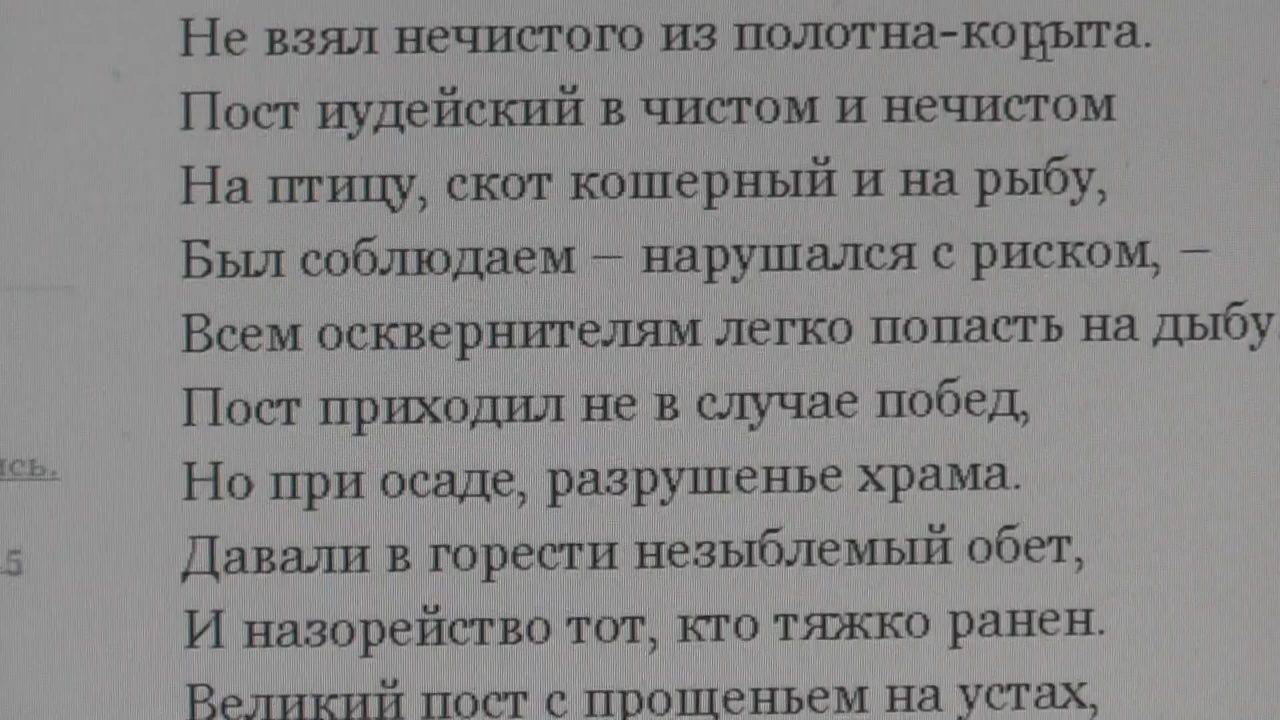 Не взял нечистого из полотна-корыта.
Пост иудейский в чистом и нечистом
На птицу, скот кошерный и на рыбу,
Был соблюдаем – нарушался с риском, –
Всем осквернителям легко попасть на дыбу.
Пост приходил не в случае побед,
Но при осаде, разрушенье храма.
ись.
Давали в горести незыблемый обет,
.5
И назорейство тот, кто тяжко ранен.
Великий пост с прощеньем на устах,